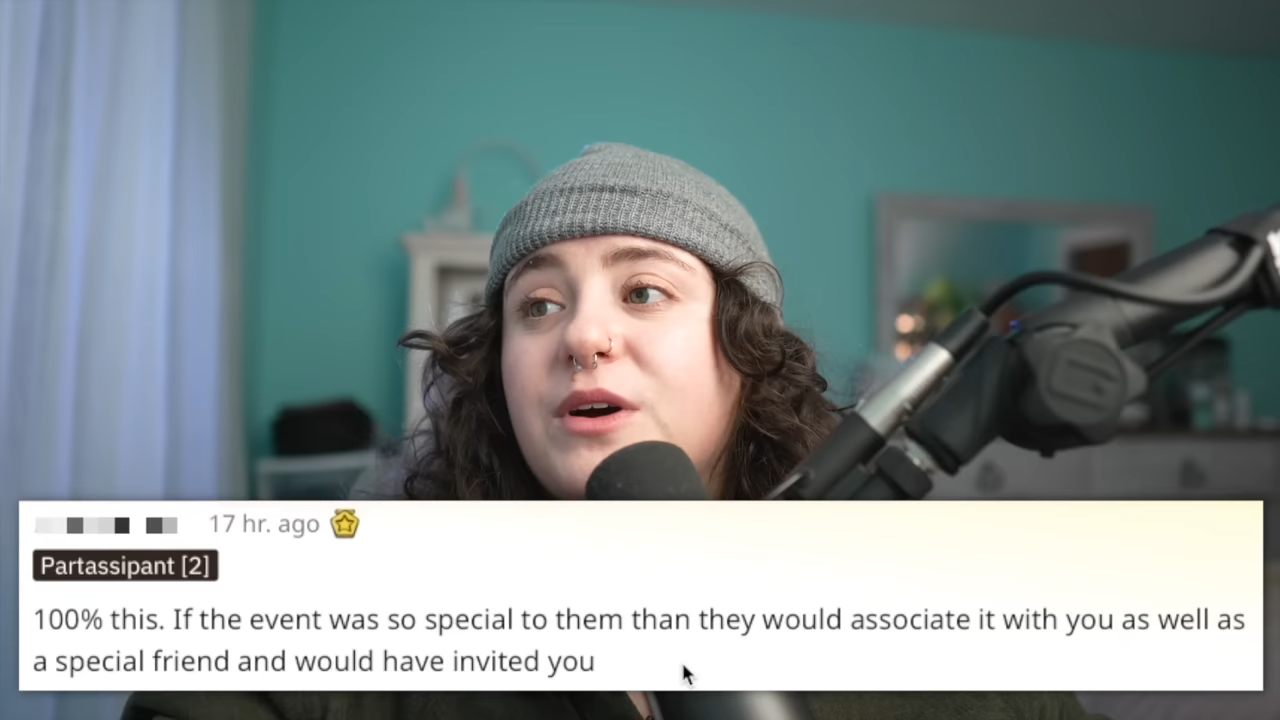 17 hr. ago
Partassipant [2]
100% this. If the event was so special to them than they would associate it with you as well as
a special friend and would have invited you